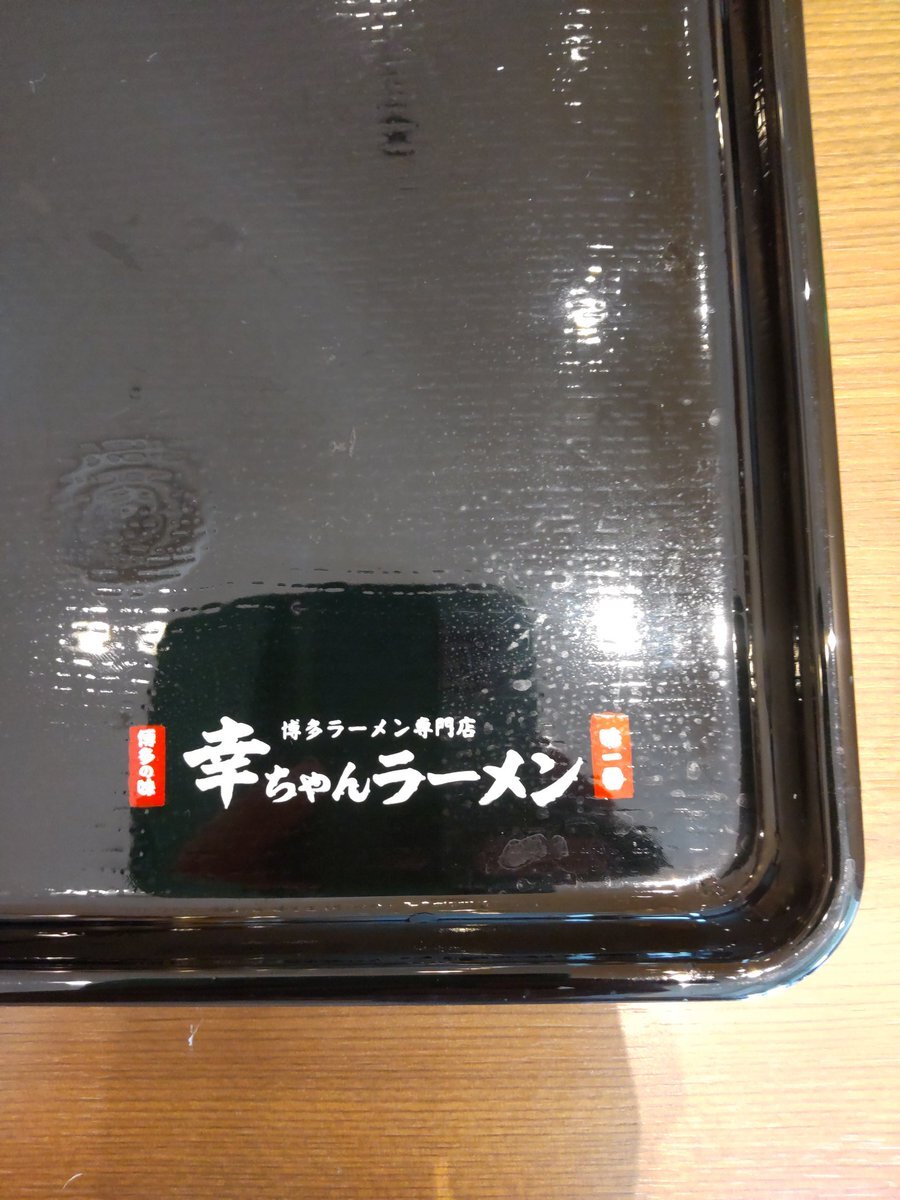 博多の味
博多ラーメン専門店
幸ちゃんラーメン
味一番